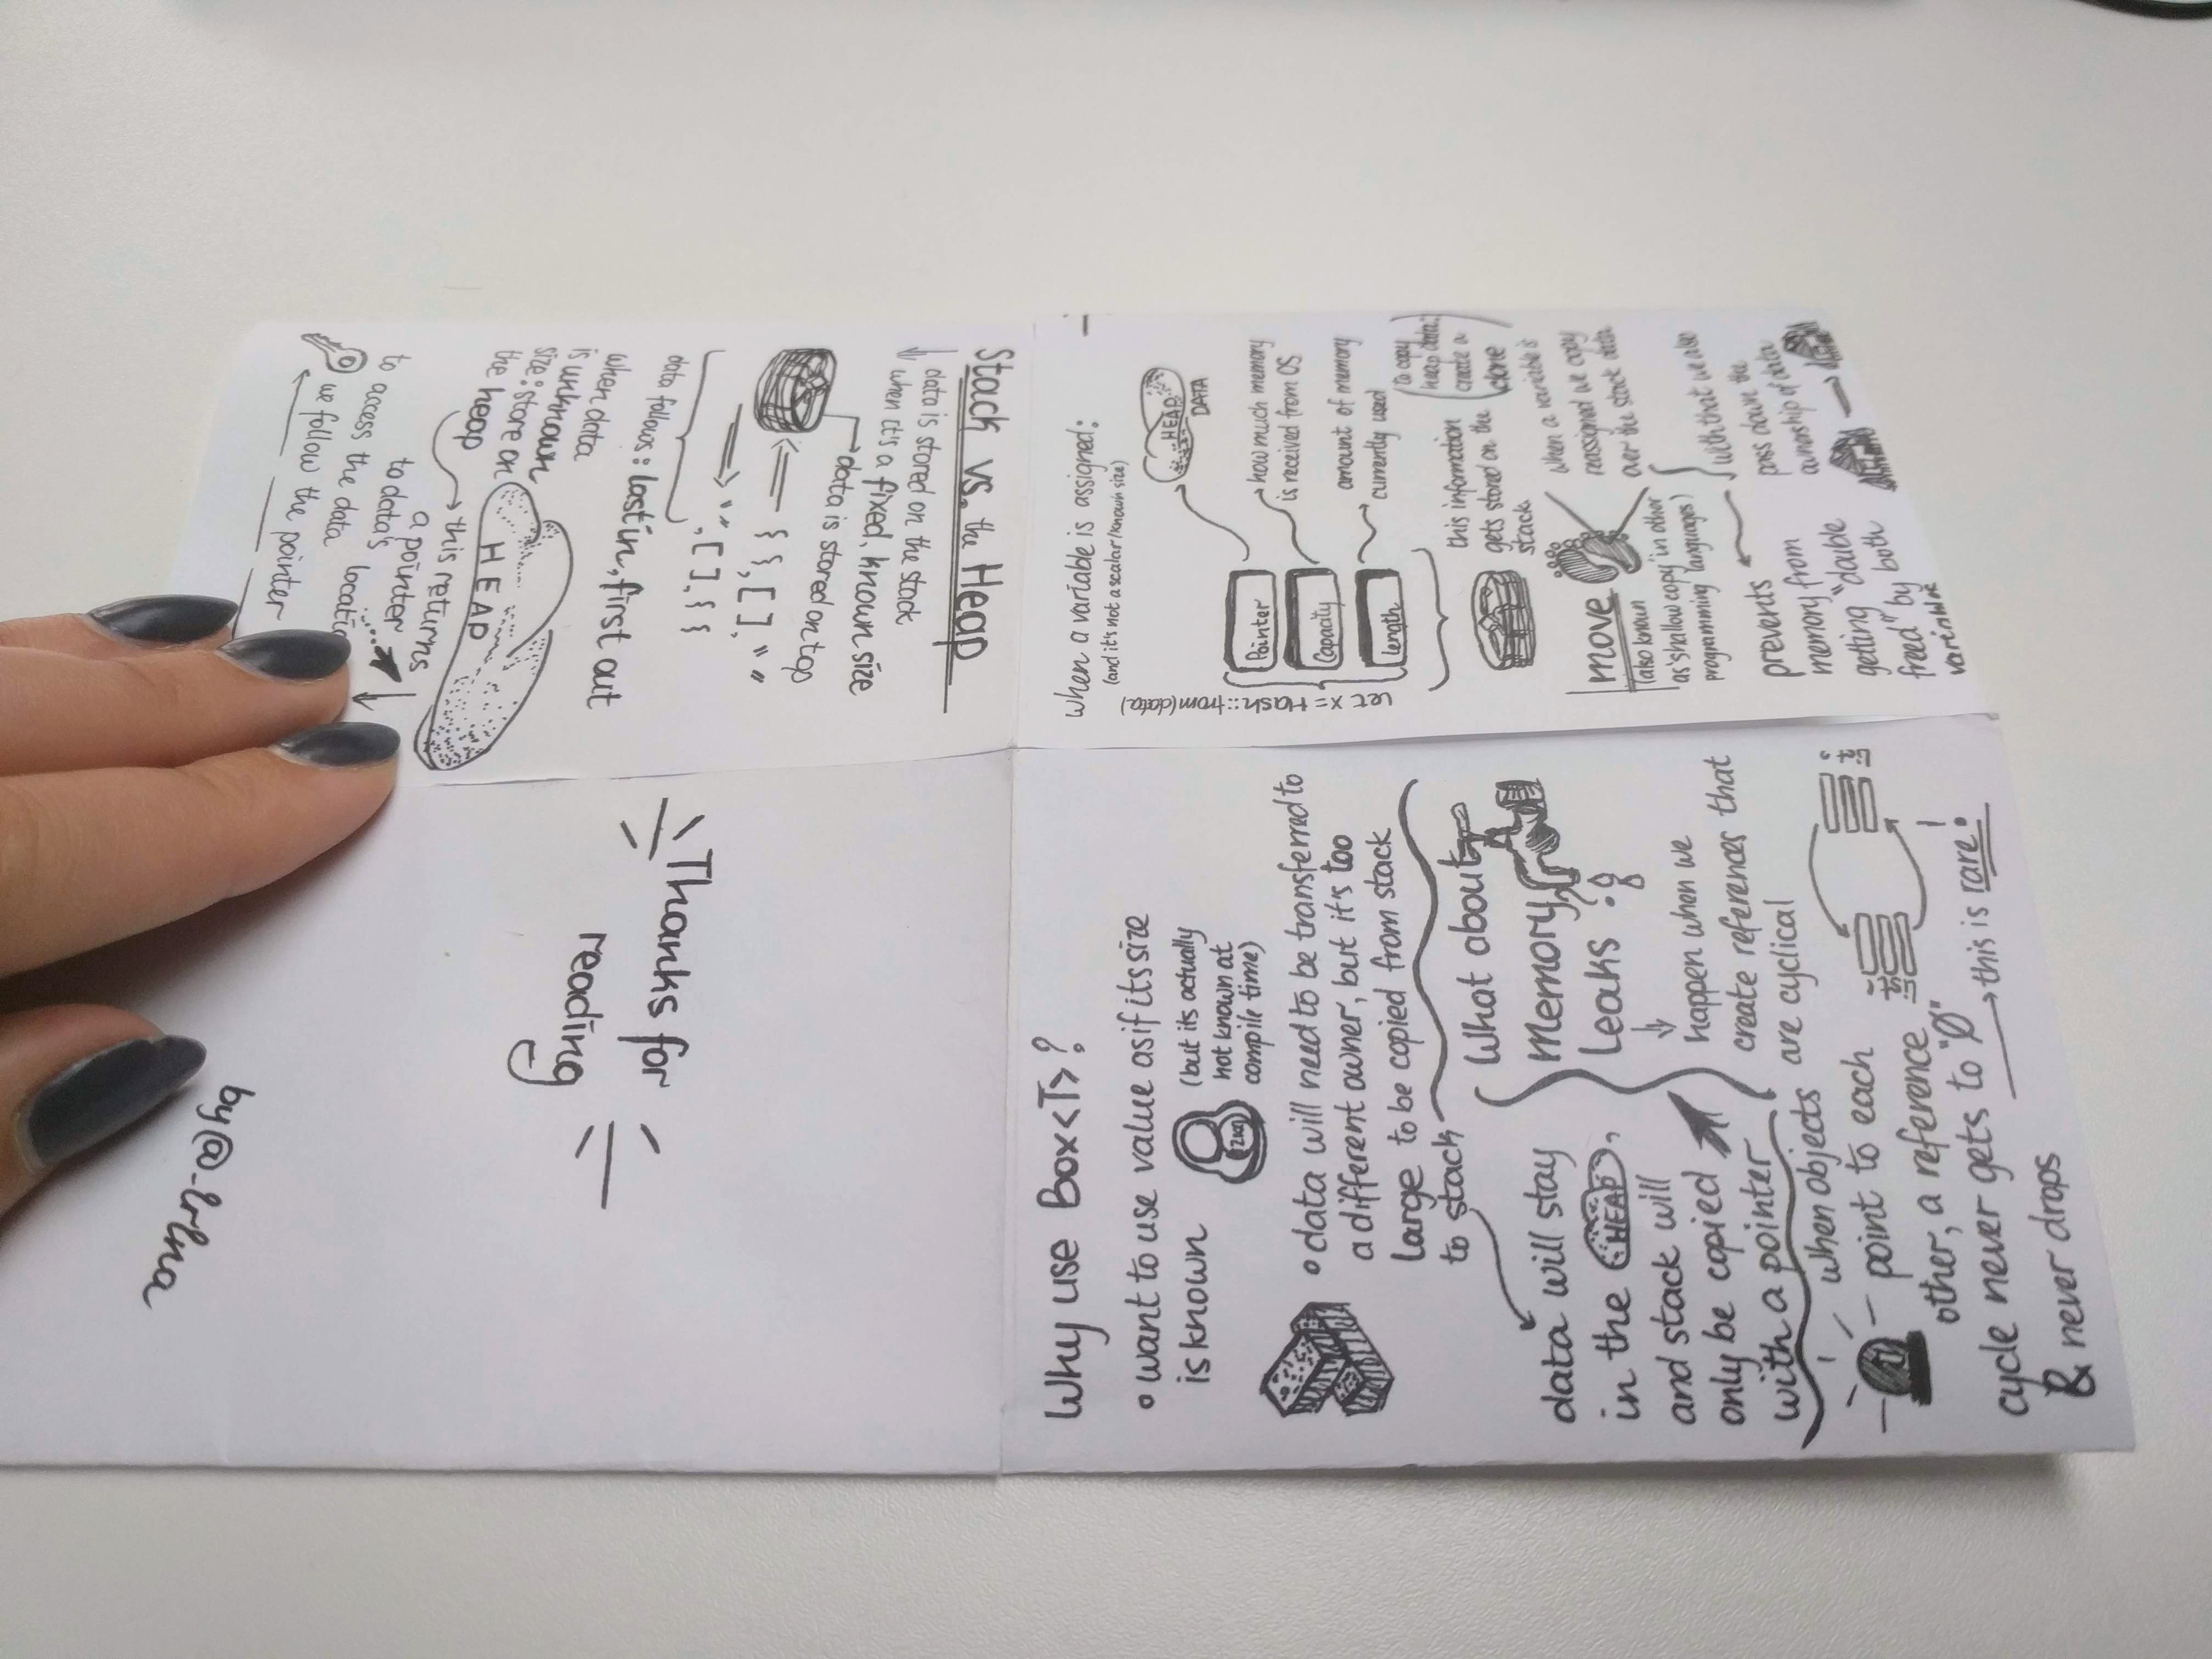 Stack vs. the Heap
data is stored on the stack
when it is a fixed, known size
data is stored on top
{ }, [ ], " "
" ", [ ], { }
data follows: last in, first out
when data
is unknown
size: store on
the heap
this returns
a pointer
to data's
HEAP
to access the data
we follow the pointer
When a variable is assigned:
(and it's not a scalar/known size)
let x = Hash::from(data)
Pointer
Capacity
Length
HEAP
DATA
how much memory
is received from OS
amount of memory
currently used
this information
gets stored on the
stack
(to copy
heap data:
create a
clone
move
(also known
as "shallow copy" in other
programming languages)
when a variable is
reassigned we copy
over the stack data
with that we also
pass down the
ownership of data
prevents
memory from
getting "double
freed" by both
variables
Why use Box<T>?
• want to use value as if its size
is known
(but its actually
not known at
compile time)
• data will need to be transferred to
a different owner, but it's too
large to be copied from stack
to stack
data will stay
in the HEAP,
and stack will
only be copied
with a pointer
What about
Memory
Leaks?
happen when we
create references that
are cyclical
when objects
point to each
other, a reference
cycle never gets to "0"
& never drops
this is rare!
Thanks for
reading
by @_lrlna